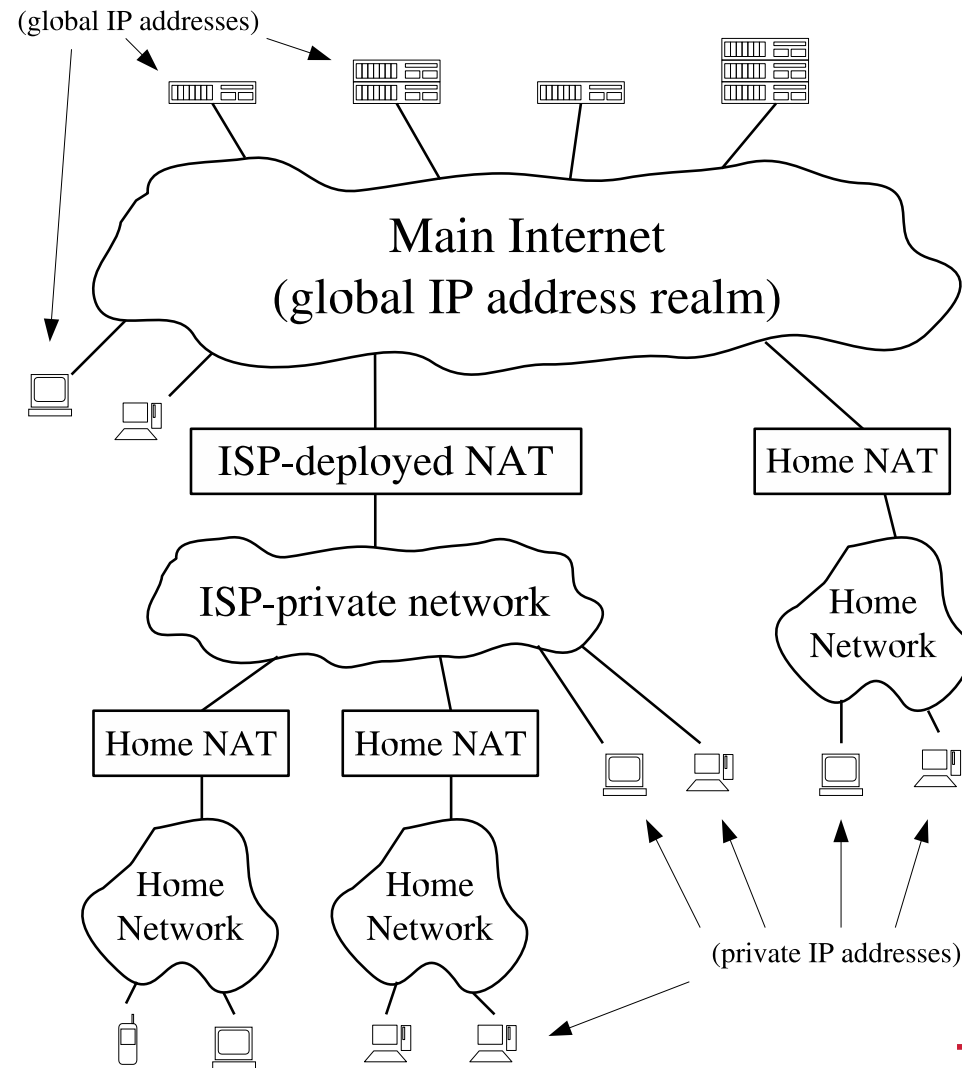 (global IP addresses)
Main Internet
(global IP address realm)
ISP-deployed NAT
Home NAT
ISP-private network
Home
Network
Home NAT
Home NAT
Home
Network
Home
Network
(private IP addresses)